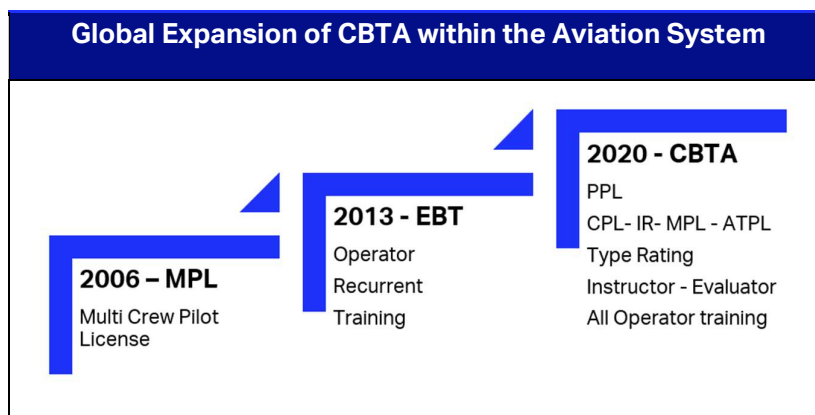 Global Expansion of CBTA within the Aviation System
2006 – MPL
Multi Crew Pilot
License
2013 - EBT
Operator
Recurrent
Training
2020 - CBTA
PPL
CPL- IR- MPL - ATPL
Type Rating
Instructor - Evaluator
All Operator training